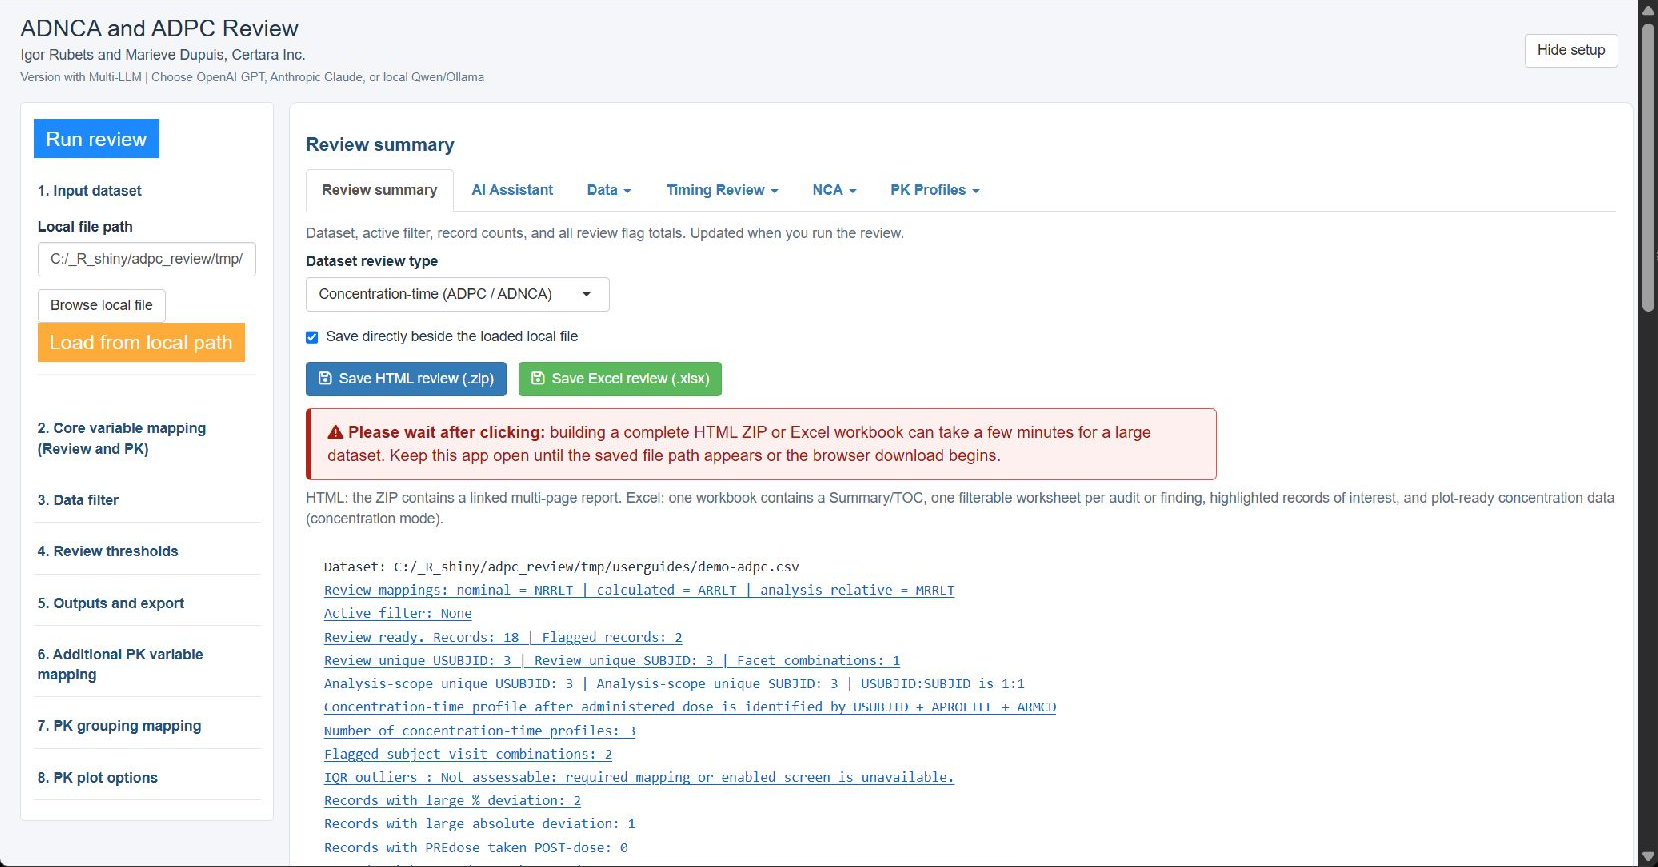 ADNCA and ADPC Review
Igor Rubets and Marieve Dupuis, Certara Inc.
Version with Multi-LLM | Choose OpenAI GPT, Anthropic Claude, or local Qwen/Ollama
Hide setup
Run review
1. Input dataset
Local file path
C:/_R_shiny/adpc_review/tmp/
Browse local file
Load from local path
2. Core variable mapping
(Review and PK)
3. Data filter
4. Review thresholds
5. Outputs and export
6. Additional PK variable
mapping
7. PK grouping mapping
8. PK plot options
Review summary
Review summary AI Assistant Data Timing Review NCA PK Profiles
Dataset, active filter, record counts, and all review flag totals. Updated when you run the review.
Dataset review type
Concentration-time (ADPC / ADNCA)
Save directly beside the loaded local file
Save HTML review (.zip) Save Excel review (.xlsx)
Please wait after clicking: building a complete HTML ZIP or Excel workbook can take a few minutes for a large
dataset. Keep this app open until the saved file path appears or the browser download begins.
HTML: the ZIP contains a linked multi-page report. Excel: one workbook contains a Summary/TOC, one filterable worksheet per audit or finding, highlighted records of interest, and plot-ready concentration data
(concentration mode).
Dataset: C:/_R_shiny/adpc_review/tmp/userguides/demo-adpc.csv
Review mappings: nominal = NRRLT | calculated = ARRLT | analysis relative = MRRLT
Active filter: None
Review ready. Records: 18 | Flagged records: 2
Review unique USUBJID: 3 | Review unique SUBJID: 3 | Facet combinations: 1
Analysis-scope unique USUBJID: 3 | Analysis-scope unique SUBJID: 3 | USUBJID:SUBJID is 1:1
Concentration-time profile after administered dose is identified by USUBJID + APROFITE + ARMCD
Number of concentration-time profiles: 3
Flagged subject visit combinations: 2
IQR outliers : Not assessable: required mapping or enabled screen is unavailable.
Records with large % deviation: 2
Records with large absolute deviation: 1
Records with PREdose taken POST-dose: 0